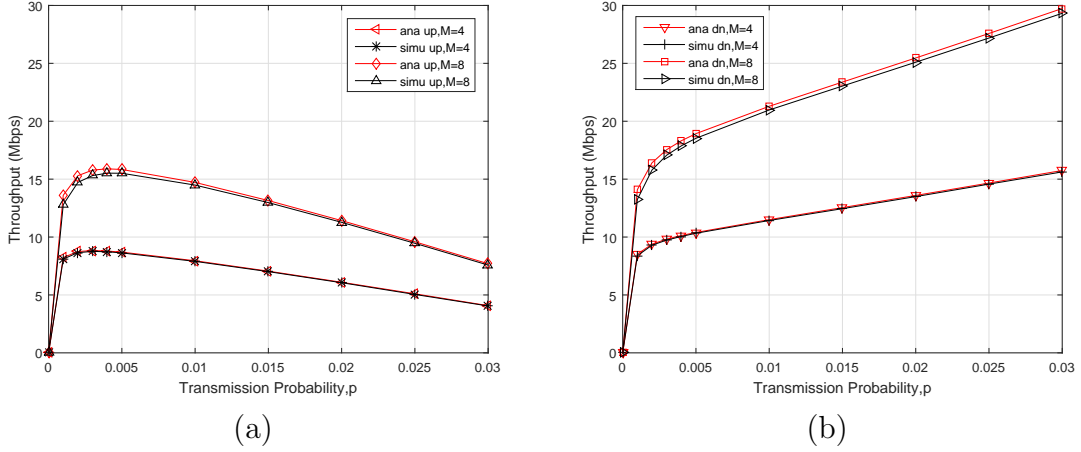 30
25
20
15
10
5
0
Throughput (Mbps)
ana up,M=4
simu up,M=4
ana up,M=8
simu up,M=8
0 0.005 0.01 0.015 0.02 0.025 0.03
Transmission Probability,p
(a)
30
25
20
15
10
5
0
Throughput (Mbps)
ana dn,M=4
simu dn,M=4
ana dn,M=8
simu dn,M=8
0 0.005 0.01 0.015 0.02 0.025 0.03
Transmission Probability,p
(b)